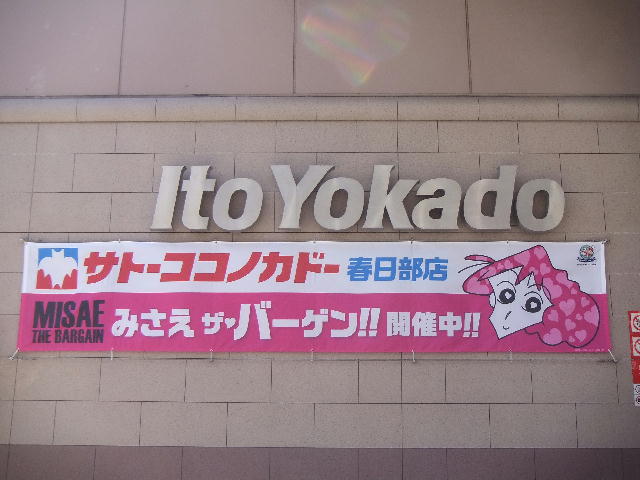 Ito Yokado
サトーココノカドー 春日部店
MISAE
THE BARGAIN
みさえ ザ・バーゲン!! 開催中!!